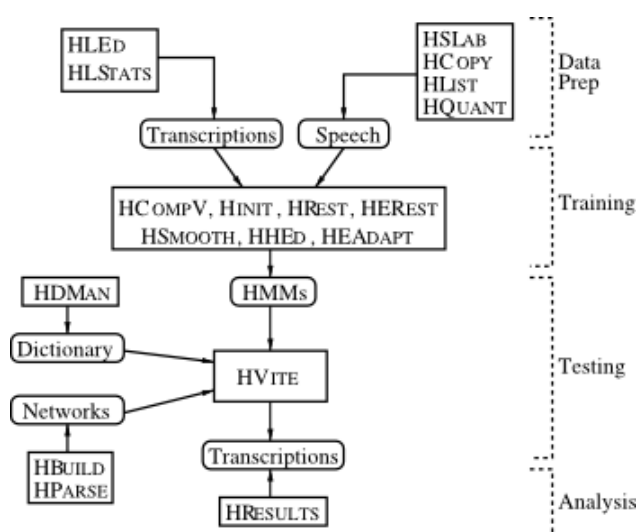 HLED
HLSTATS
HSLAB
HCOPY
HLIST
HQUANT
Data
Prep
Transcriptions
Speech
HCOMPV, HINIT, HREST, HEREST
HSMOOTH, HHED, HEADAPT
Training
HDMAN
HMMs
Dictionary
HVITE
Testing
Networks
HBUILD
HPARSE
Transcriptions
HRESULTS
Analysis